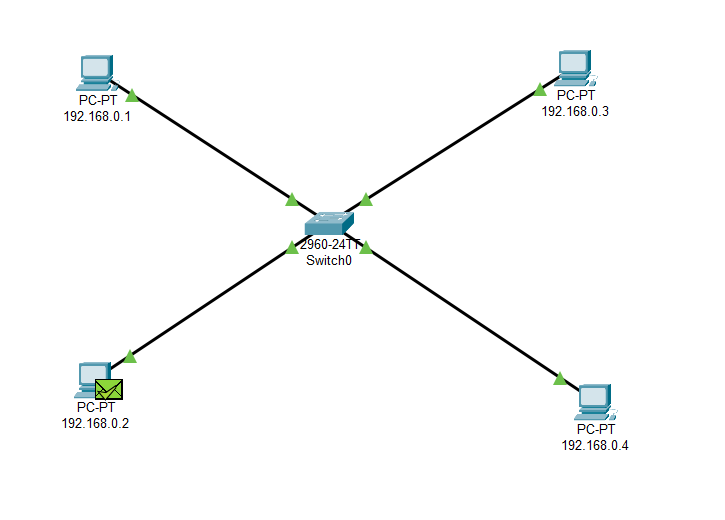 PC-PT
192.168.0.1
PC-PT
192.168.0.3
2960-24TT
Switch0
PC-PT
192.168.0.2
PC-PT
192.168.0.4